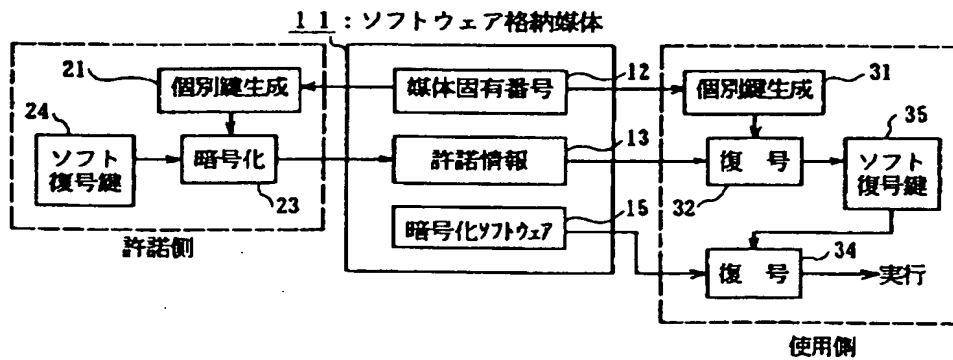 11:ソフトウェア格納媒体
21
個別鍵生成
24
ソフト
復号鍵
暗号化
23
許諾側
媒体固有番号
12
許諾情報
13
暗号化ソフトウェア
15
個別鍵生成
31
復 号
32
35
ソフト
復号鍵
復 号
34
実行
使用側